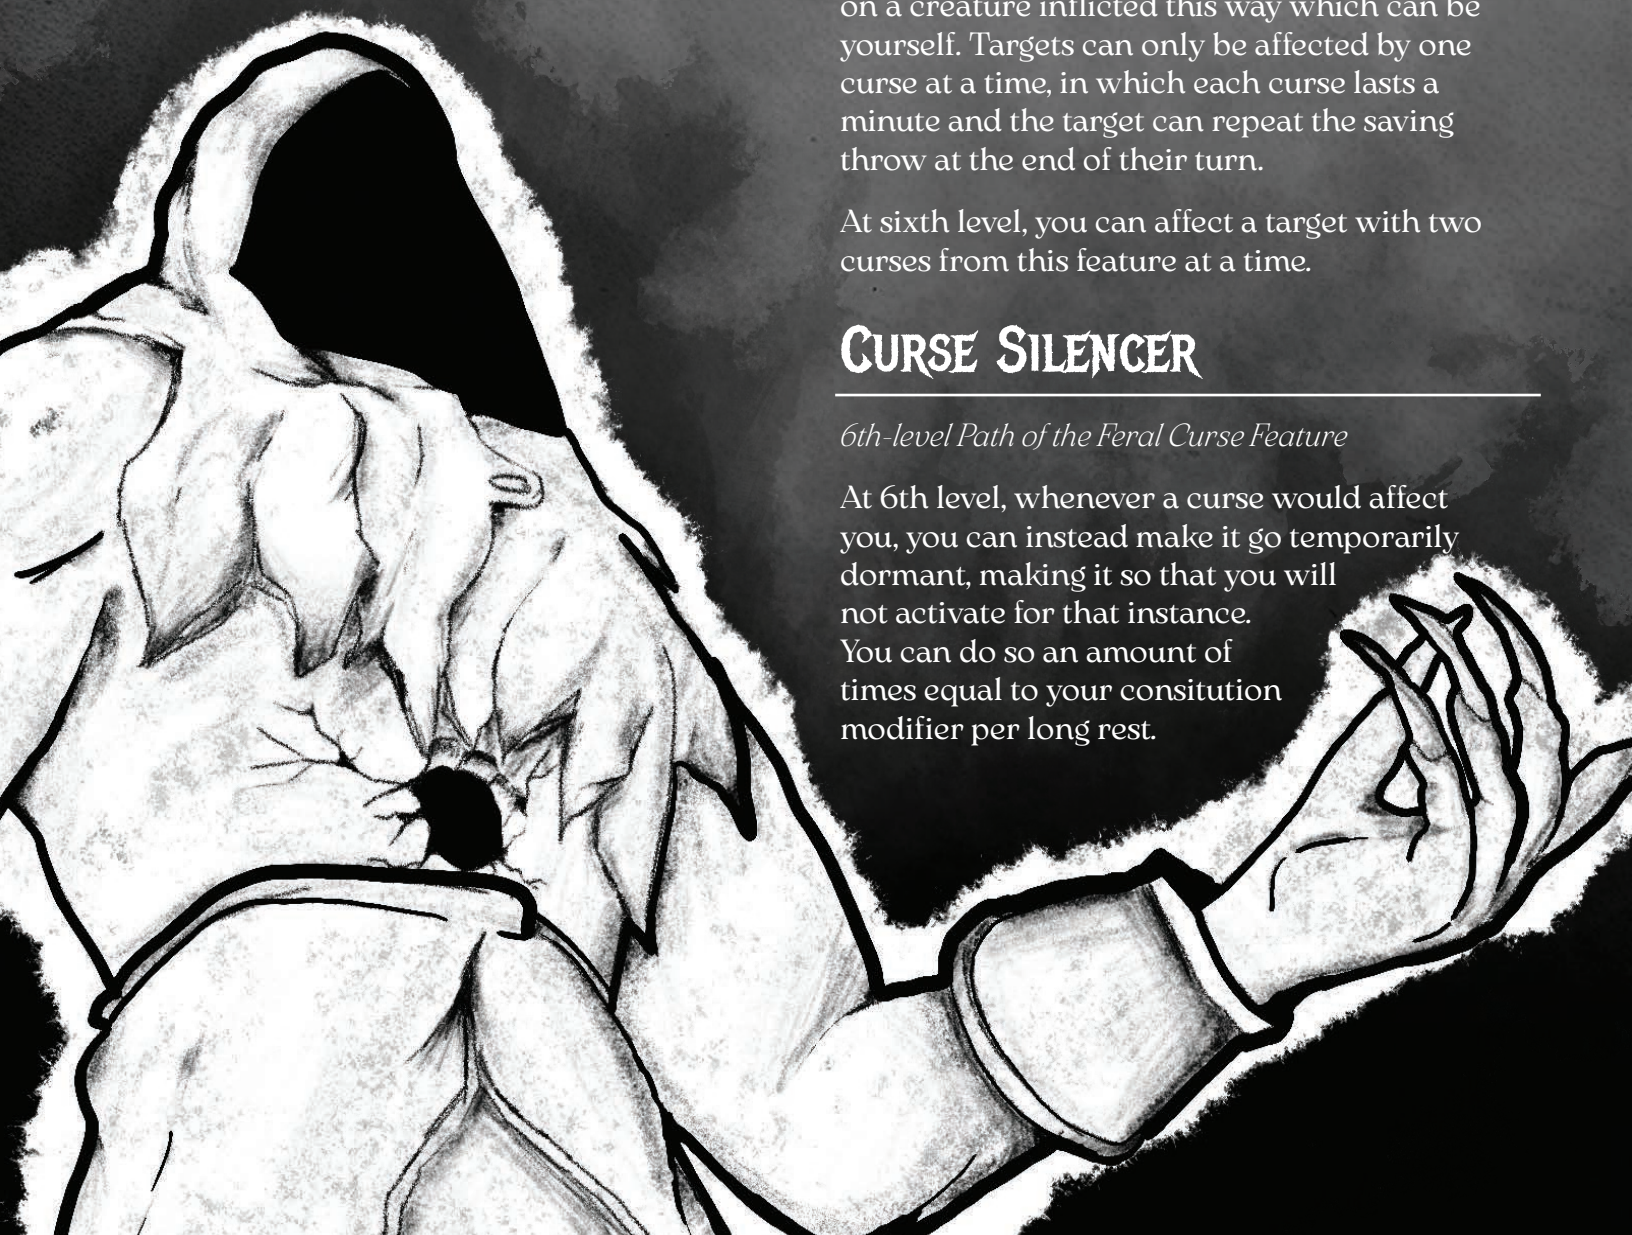 on a creature inflicted this way which can be
yourself. Targets can only be affected by one
curse at a time, in which each curse lasts a
minute and the target can repeat the saving
throw at the end of their turn.
At sixth level, you can affect a target with two
curses from this feature at a time.
Curse Silencer
6th-level Path of the Feral Curse Feature
At 6th level, whenever a curse would affect
you, you can instead make it go temporarily
dormant, making it so that you will
not activate for that instance.
You can do so an amount of
times equal to your consitution
modifier per long rest.